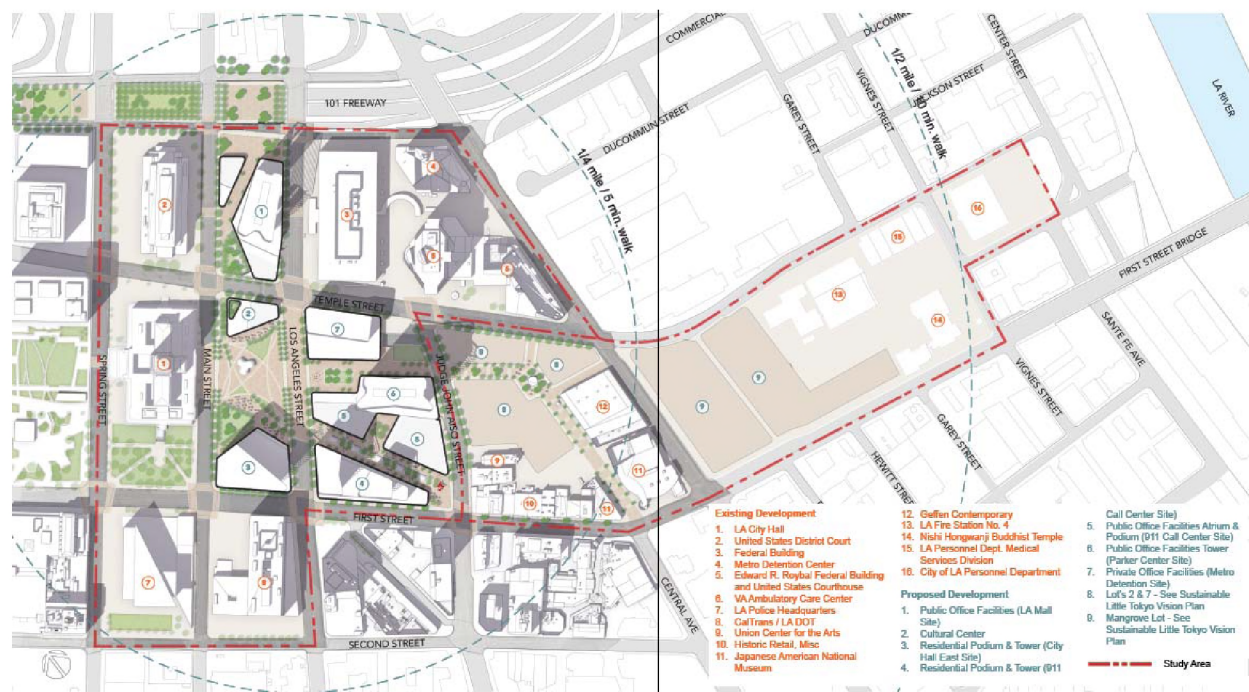 COMMERCIAL
DUCOMMUN STREET
CENTER STREET
VIGNES STREET
JACKSON STREET
GAREY STREET
LA RIVER
101 FREEWAY
DUCOMMUN STREET
1/4 mile / 5 min. walk
1/2 mile / 10 min. walk
FIRST STREET BRIDGE
TEMPLE STREET
SPRING STREET
MAIN STREET
LOS ANGELES STREET
JUDGE JOHN AISO STREET
SANTE FE AVE
VIGNES STREET
GAREY STREET
HEWITT STREET
FIRST STREET
CENTRAL AVE
SECOND STREET
Existing Development
1. LA City Hall
2. United States District Court
3. Federal Building
4. Metro Detention Center
5. Edward R. Roybal Federal Building
and United States Courthouse
6. VA Ambulatory Care Center
7. LA Police Headquarters
8. CalTrans / LA DOT
9. Union Center for the Arts
10. Historic Retail, Misc
11. Japanese American National
Museum
12. Geffen Contemporary
13. LA Fire Station No. 4
14. Nishi Hongwanji Buddhist Temple
15. LA Personnel Dept. Medical
Services Division
16. City of LA Personnel Department
Proposed Development
1. Public Office Facilities (LA Mall
Site)
2. Cultural Center
3. Residential Podium & Tower (City
Hall East Site)
4. Residential Podium & Tower (911
Call Center Site)
5. Public Office Facilities Atrium &
Podium (911 Call Center Site)
6. Public Office Facilities Tower
(Parker Center Site)
7. Private Office Facilities (Metro
Detention Site)
8. Lot's 2 & 7 - See Sustainable
Little Tokyo Vision Plan
9. Mangrove Lot - See
Sustainable Little Tokyo Vision
Plan
Study Area